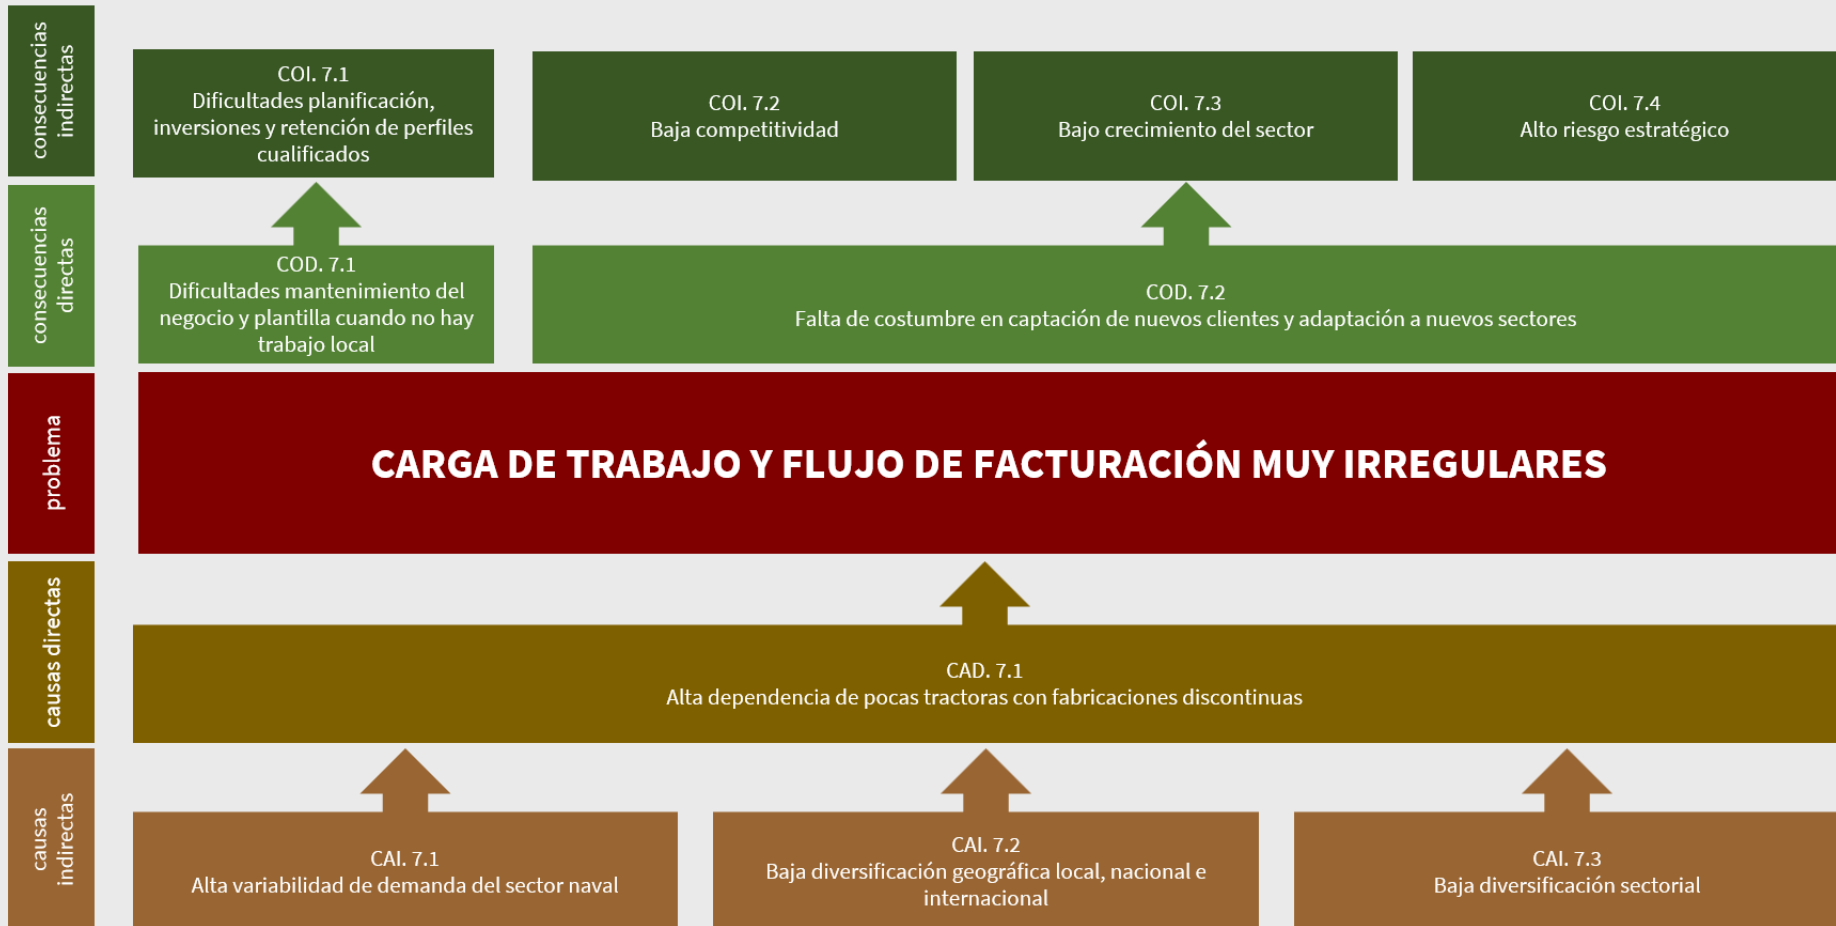 consecuencias
indirectas
COI. 7.1
Dificultades planificación,
inversiones y retención de perfiles
cualificados
COI. 7.2
Baja competitividad
COI. 7.3
Bajo crecimiento del sector
COI. 7.4
Alto riesgo estratégico
consecuencias
directas
COD. 7.1
Dificultades mantenimiento del
negocio y plantilla cuando no hay
trabajo local
COD. 7.2
Falta de costumbre en captación de nuevos clientes y adaptación a nuevos sectores
problema
CARGA DE TRABAJO Y FLUJO DE FACTURACIÓN MUY IRREGULARES
causas directas
CAD. 7.1
Alta dependencia de pocas tractoras con fabricaciones discontinuas
causas
indirectas
CAI. 7.1
Alta variabilidad de demanda del sector naval
CAI. 7.2
Baja diversificación geográfica local, nacional e
internacional
CAI. 7.3
Baja diversificación sectorial